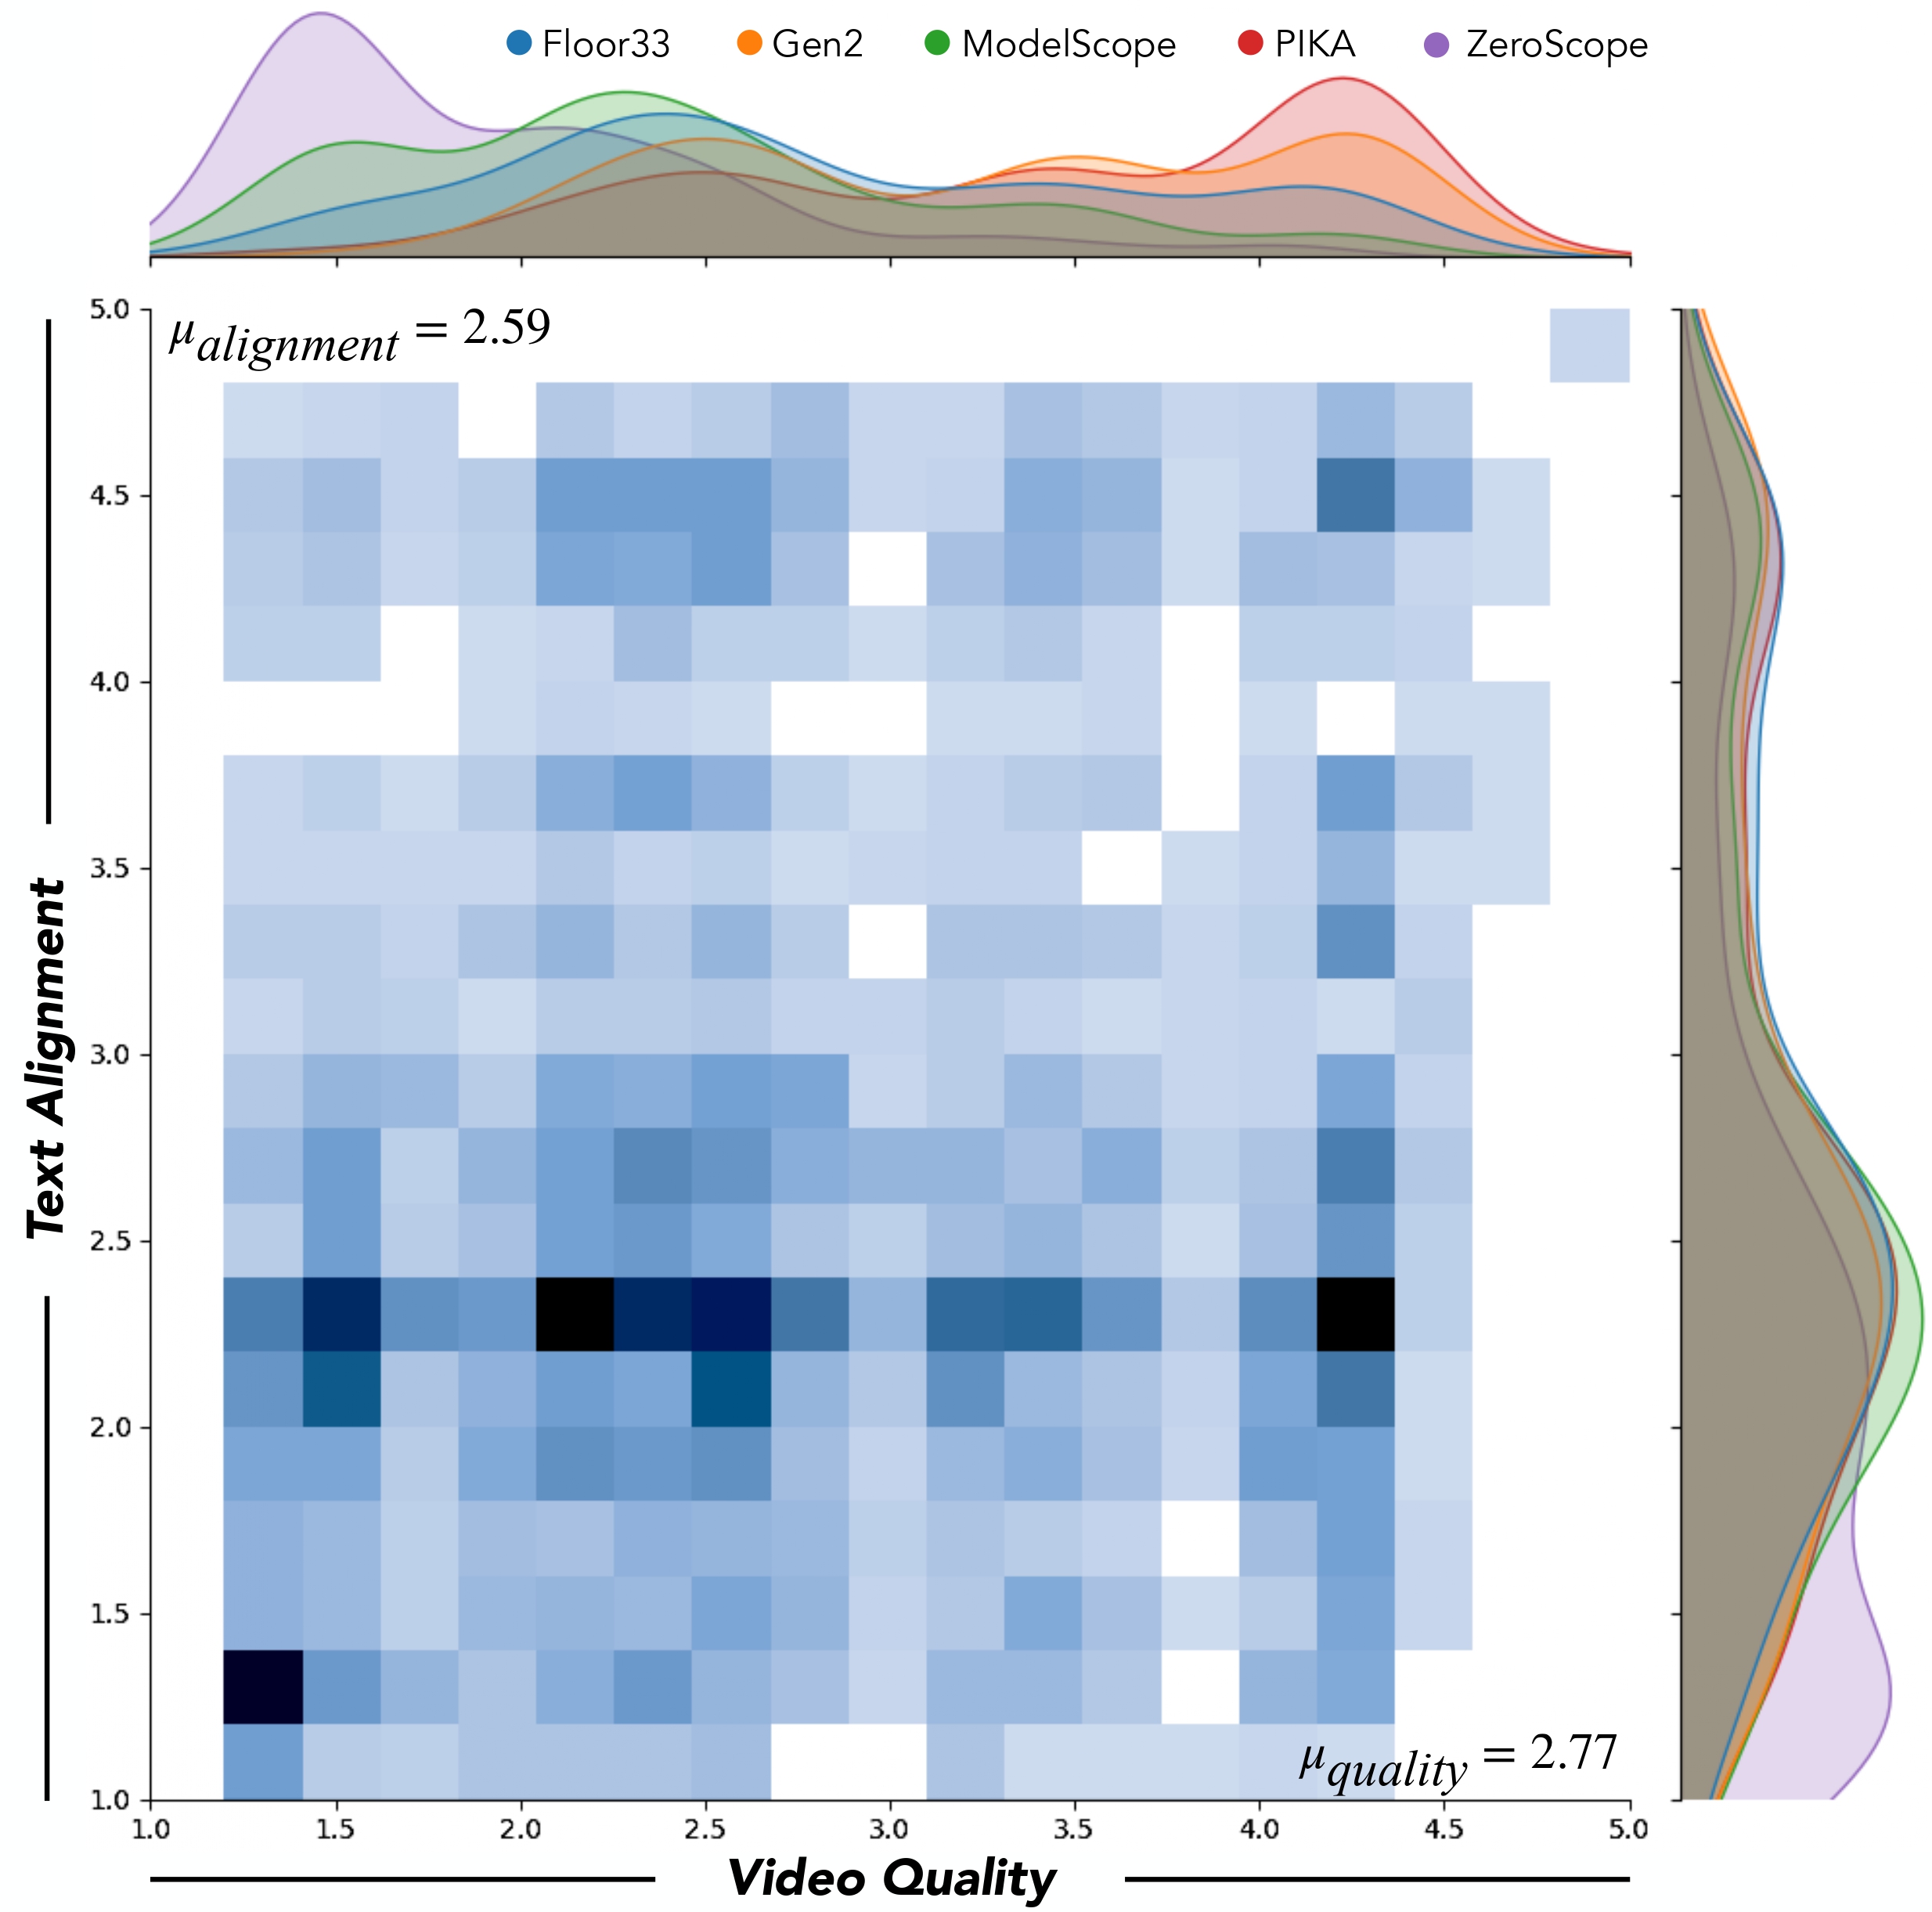 Floor33 Gen2 ModelScope PIKA ZeroScope
μalignment = 2.59
5.0
4.5
4.0
3.5
3.0
2.5
2.0
1.5
1.0
Text Alignment
μquality = 2.77
1.0 1.5 2.0 2.5 3.0 3.5 4.0 4.5 5.0
Video Quality